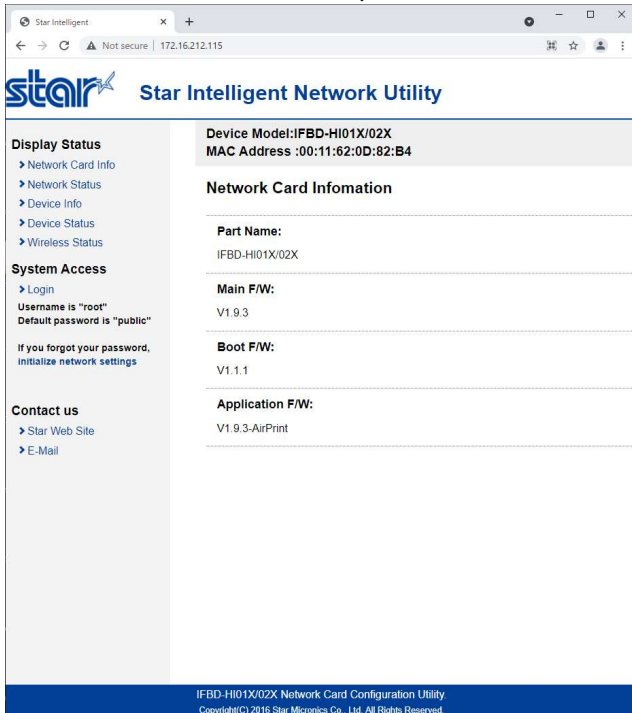 Star Intelligent
Not secure | 172.16.212.115
star
Star Intelligent Network Utility
Display Status
Network Card Info
Network Status
Device Info
Device Status
Wireless Status
System Access
Login
Username is "root"
Default password is "public"
If you forgot your password,
initialize network settings
Contact us
Star Web Site
E-Mail
Device Model:IFBD-HI01X/02X
MAC Address :00:11:62:0D:82:B4
Network Card Infomation
Part Name:
IFBD-HI01X/02X
Main F/W:
V1.9.3
Boot F/W:
V1.1.1
Application F/W:
V1.9.3-AirPrint
IFBD-HI01X/02X Network Card Configuration Utility.
Copyright(C) 2016 Star Micronics Co., Ltd. All Rights Reserved.